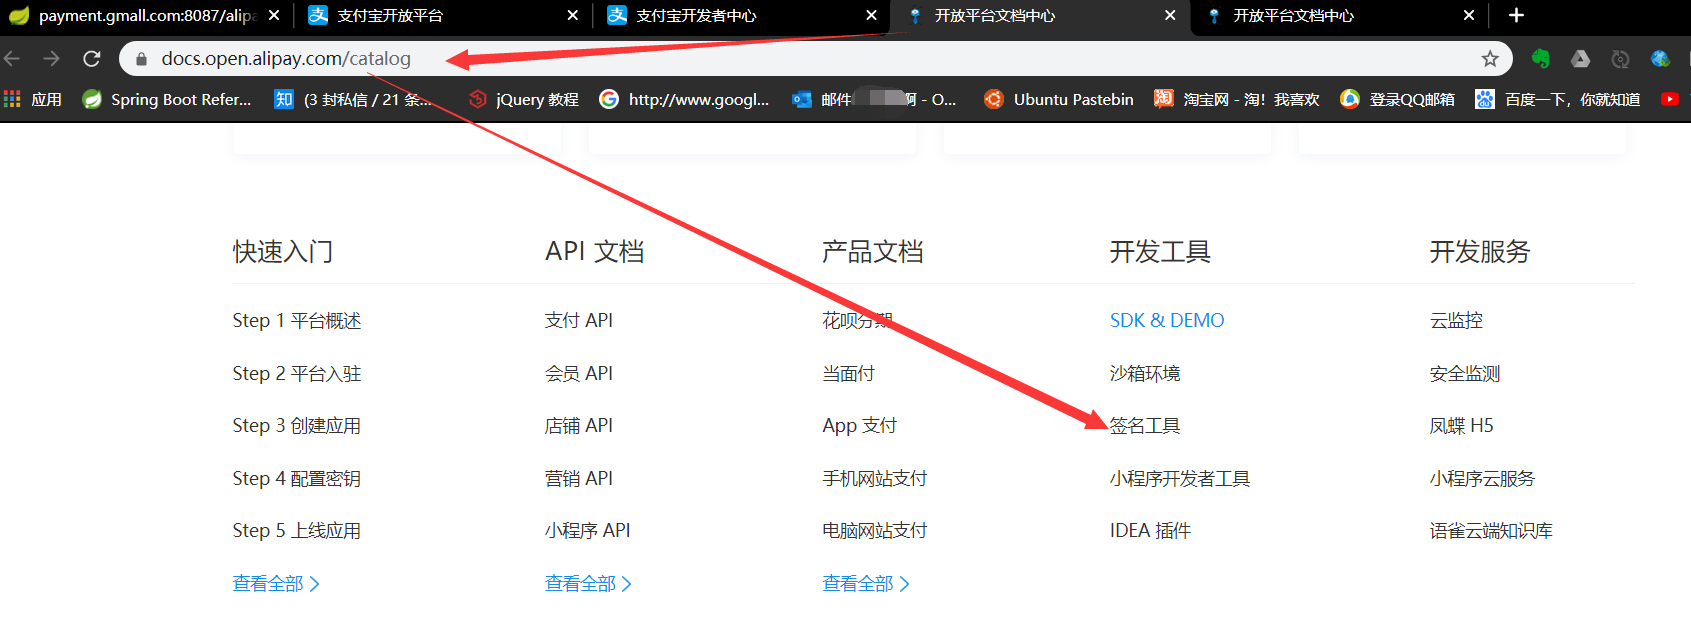 payment.gmall.com:8087/alipa
支付宝开放平台
支付宝开发者中心
开放平台文档中心
开放平台文档中心
docs.open.alipay.com/catalog
应用
Spring Boot Refer...
知
(3 封私信 / 21 条...
jQuery 教程
http://www.googl...
邮件
啊 - O...
Ubuntu Pastebin
淘宝网 - 淘！我喜欢
登录QQ邮箱
百度一下，你就知道
快速入门
Step 1 平台概述
Step 2 平台入驻
Step 3 创建应用
Step 4 配置密钥
Step 5 上线应用
查看全部
API 文档
支付 API
会员 API
店铺 API
营销 API
小程序 API
查看全部
产品文档
花呗分期
当面付
App 支付
手机网站支付
电脑网站支付
查看全部
开发工具
SDK & DEMO
沙箱环境
签名工具
小程序开发者工具
IDEA 插件
开发服务
云监控
安全监测
凤蝶 H5
小程序云服务
语雀云端知识库